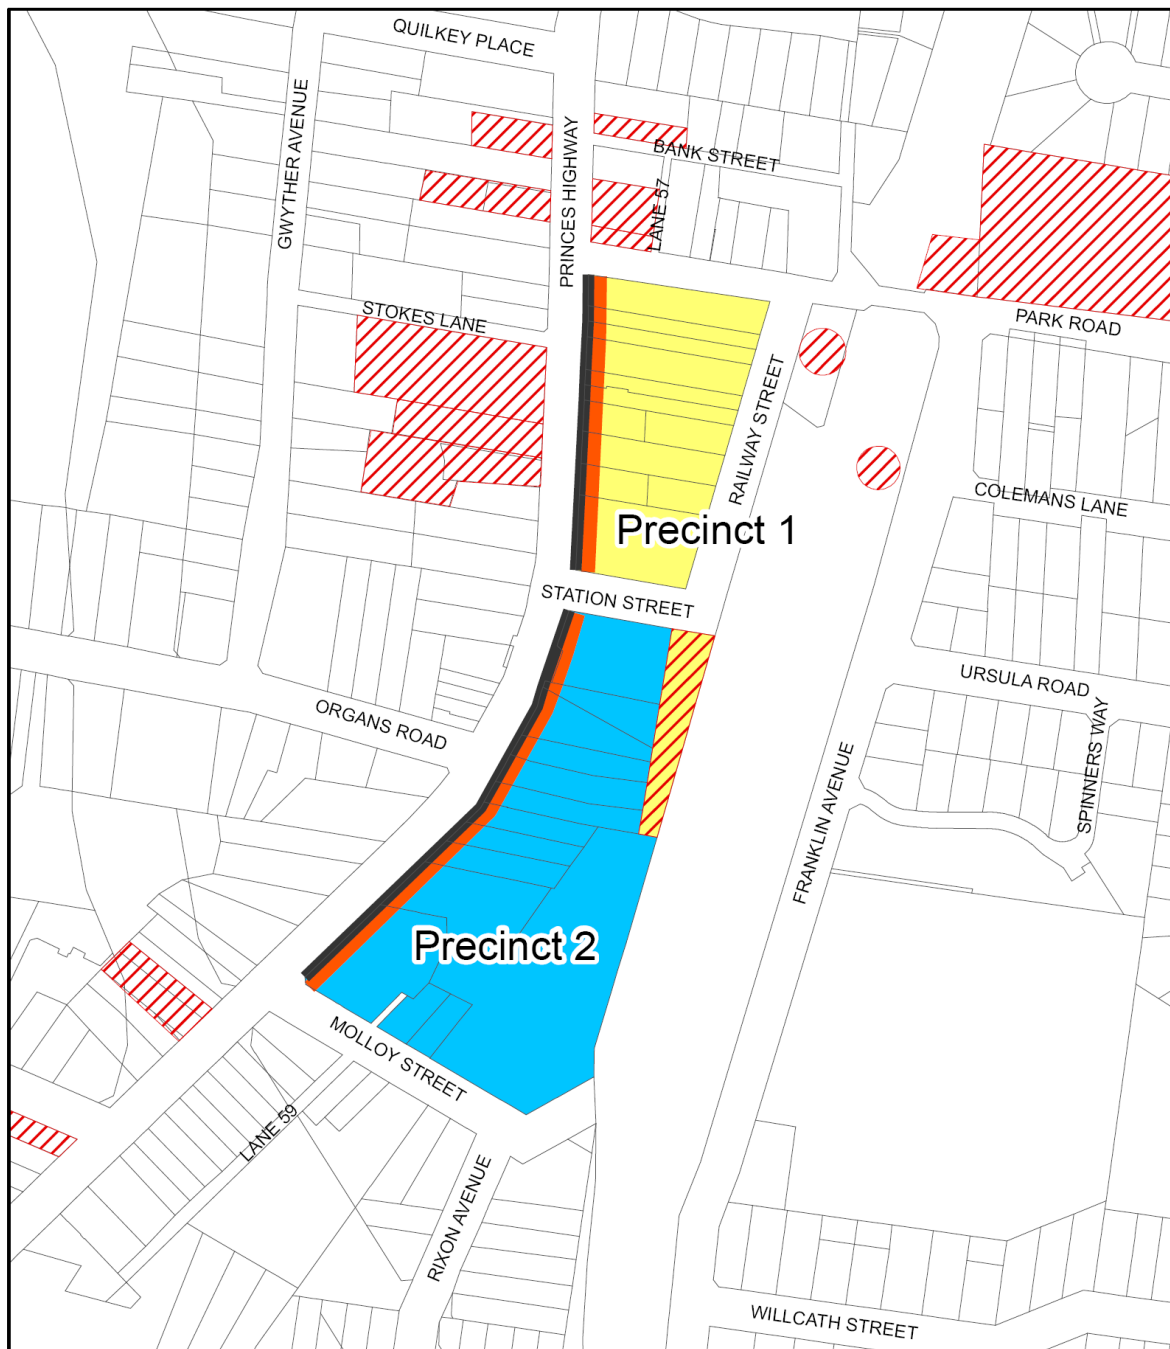 QUILKEY PLACE
GWYTHER AVENUE
PRINCES HIGHWAY
BANK STREET
LANE 57
STOKES LANE
PARK ROAD
RAILWAY STREET
COLEMANS LANE
Precinct 1
STATION STREET
URSULA ROAD
SPINNERS WAY
ORGANS ROAD
FRANKLIN AVENUE
Precinct 2
MOLLOY STREET
LANE 59
RIXON AVENUE
WILLCATH STREET